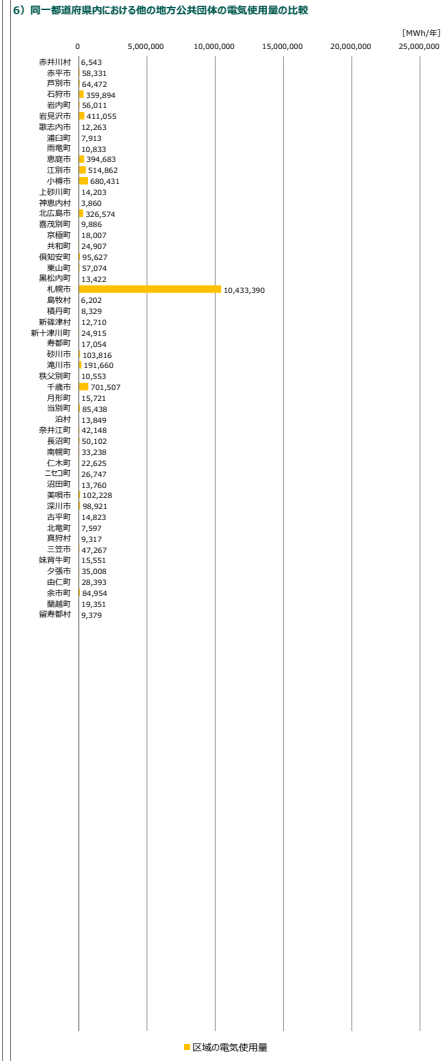 6）同一都道府県内における他の地方公共団体の電気使用量の比較
[MWh/年]
0 5,000,000 10,000,000 15,000,000 20,000,000 25,000,000
赤井川村 6,543
赤平市 58,331
芦別市 64,472
石狩市 359,894
岩内町 56,011
岩見沢市 411,055
歌志内市 12,263
浦臼町 7,913
雨竜町 10,833
恵庭市 394,683
江別市 514,862
小樽市 680,431
上砂川町 14,203
神恵内村 3,860
北広島市 326,574
喜茂別町 9,886
京極町 18,007
共和町 24,907
倶知安町 95,627
栗山町 57,074
黒松内町 13,422
札幌市 10,433,390
島牧村 6,202
積丹町 8,329
新篠津村 12,710
新十津川町 24,915
寿都町 17,054
砂川市 103,816
滝川市 191,660
秩父別町 10,553
千歳市 701,507
月形町 15,721
当別町 85,438
泊村 13,849
奈井江町 42,148
長沼町 50,102
南幌町 33,238
仁木町 22,625
ニセコ町 26,747
沼田町 13,760
美唄市 102,228
深川市 98,921
古平町 14,823
北竜町 7,597
真狩村 9,317
三笠市 47,267
妹背牛町 15,551
夕張市 35,008
由仁町 28,393
余市町 84,954
蘭越町 19,351
留寿都村 9,379
区域の電気使用量